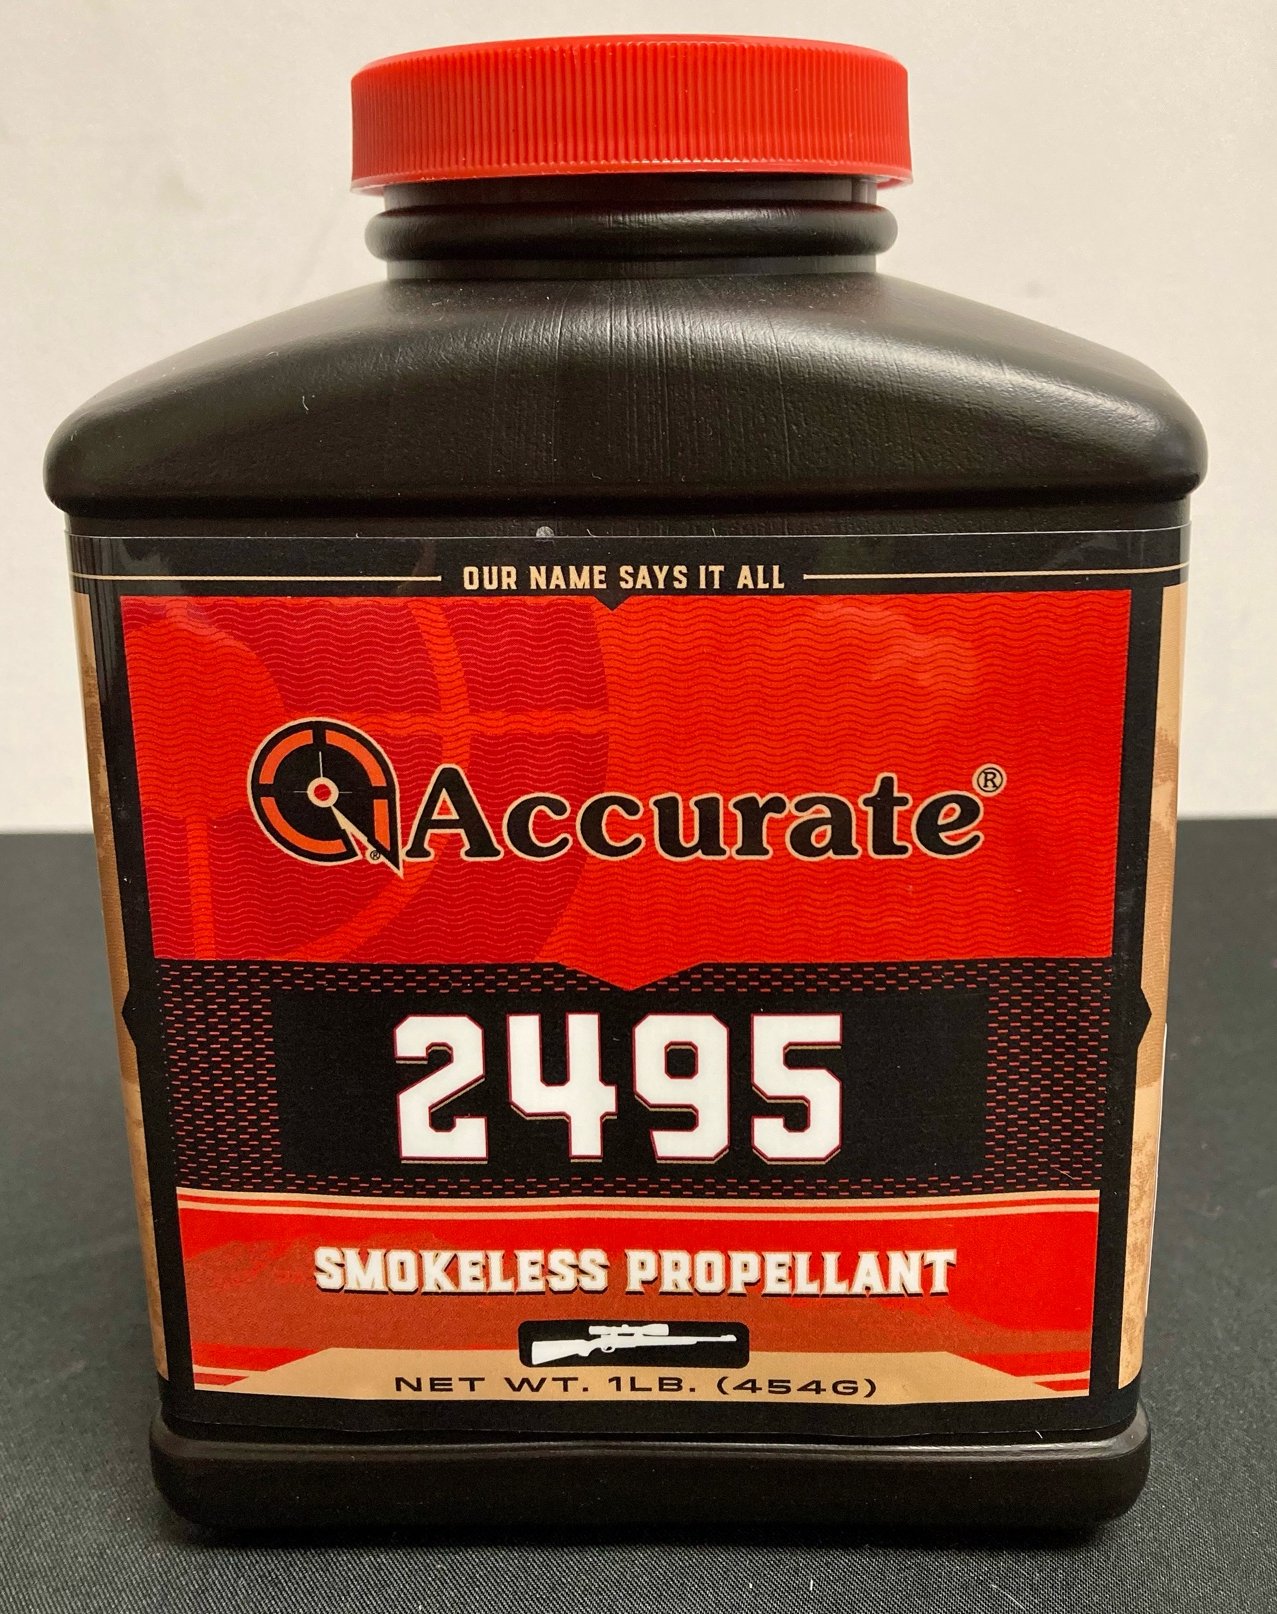 OUR NAME SAYS IT ALL
Accurate®
®
2495
SMOKELESS PROPELLANT
NET WT. 1LB. (454G)